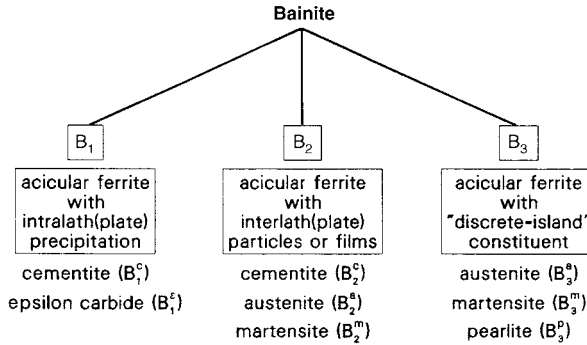 Bainite
B₁
B₂
B₃
acicular ferrite
with
intralath(plate)
precipitation
acicular ferrite
with
interlath(plate)
particles or films
acicular ferrite
with
"discrete-island"
constituent
cementite (B₁ᶜ)
epsilon carbide (B₁ᵋ)
cementite (B₂ᶜ)
austenite (B₂ᵃ)
martensite (B₂ᵐ)
austenite (B₃ᵃ)
martensite (B₃ᵐ)
pearlite (B₃ᵖ)